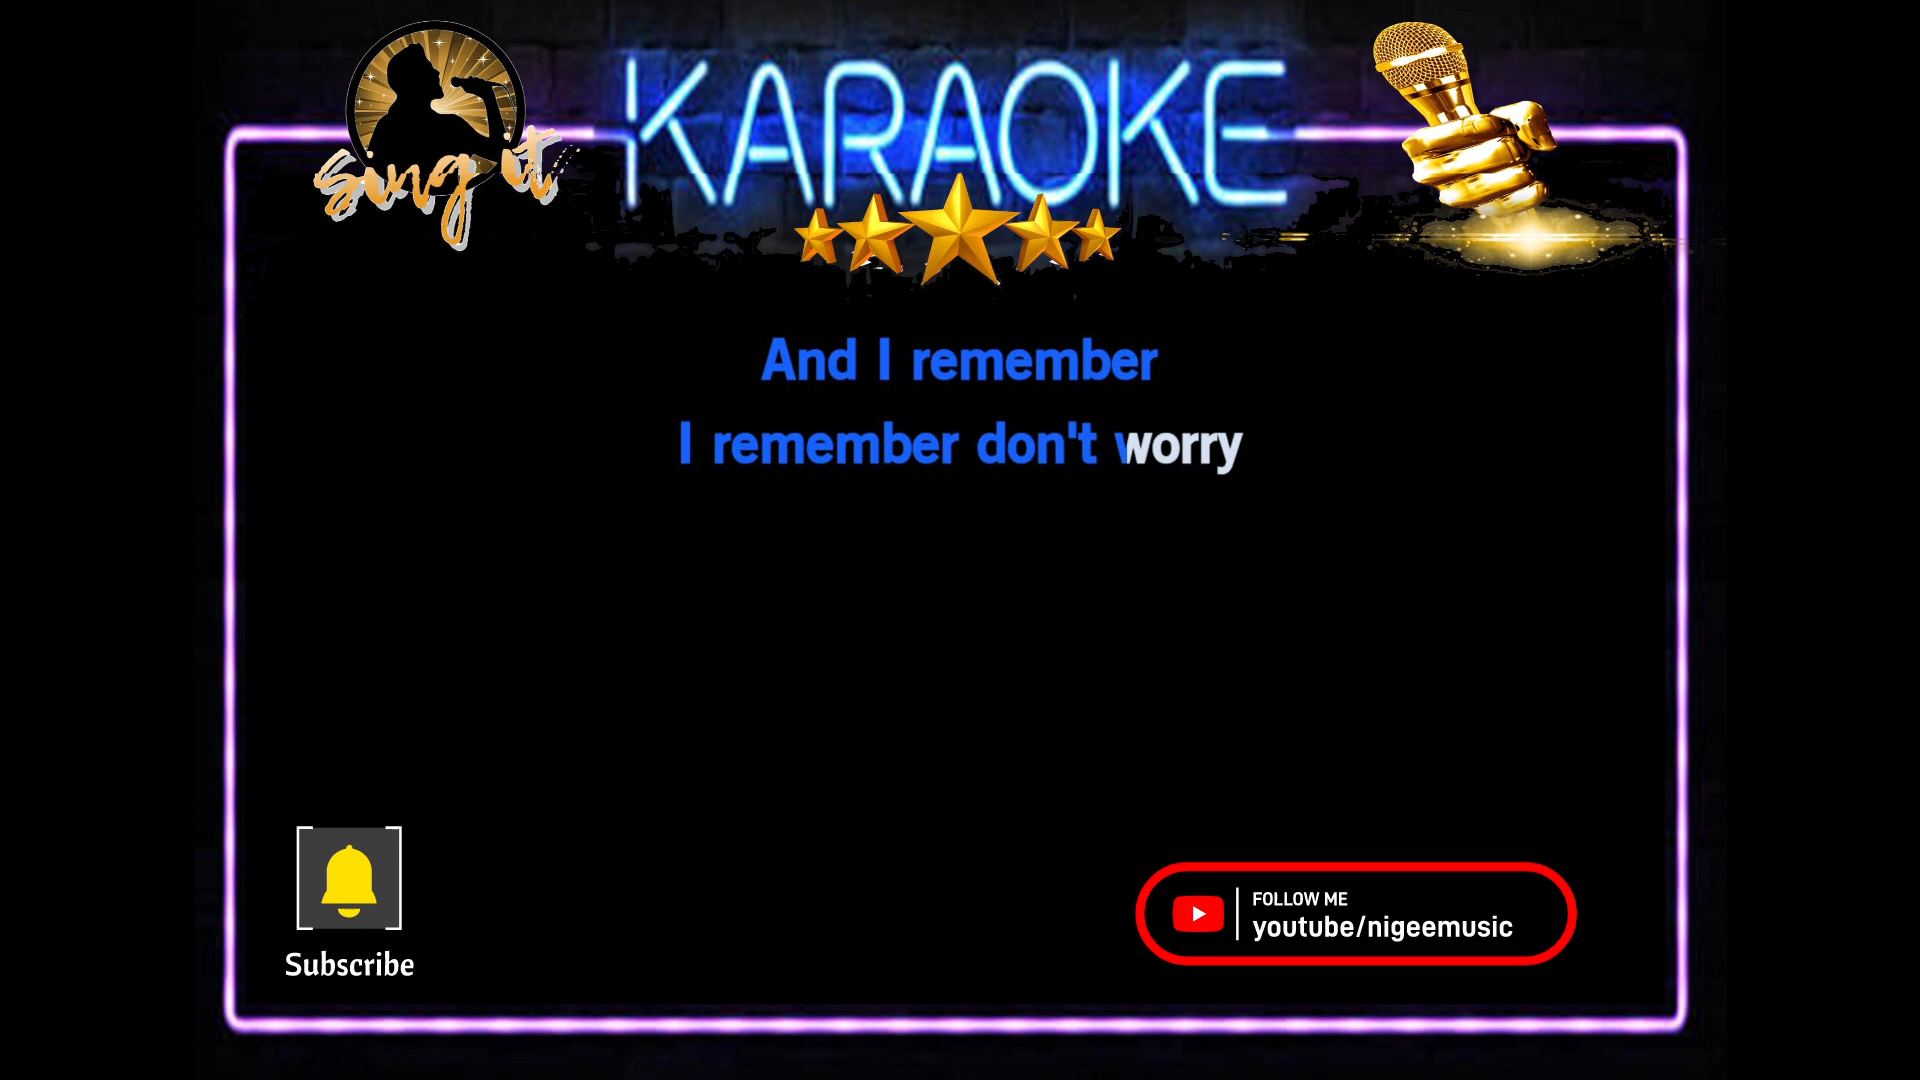 sing it
KARAOKE
And I remember
I remember don't worry
Subscribe
FOLLOW ME
youtube/nigeemusic